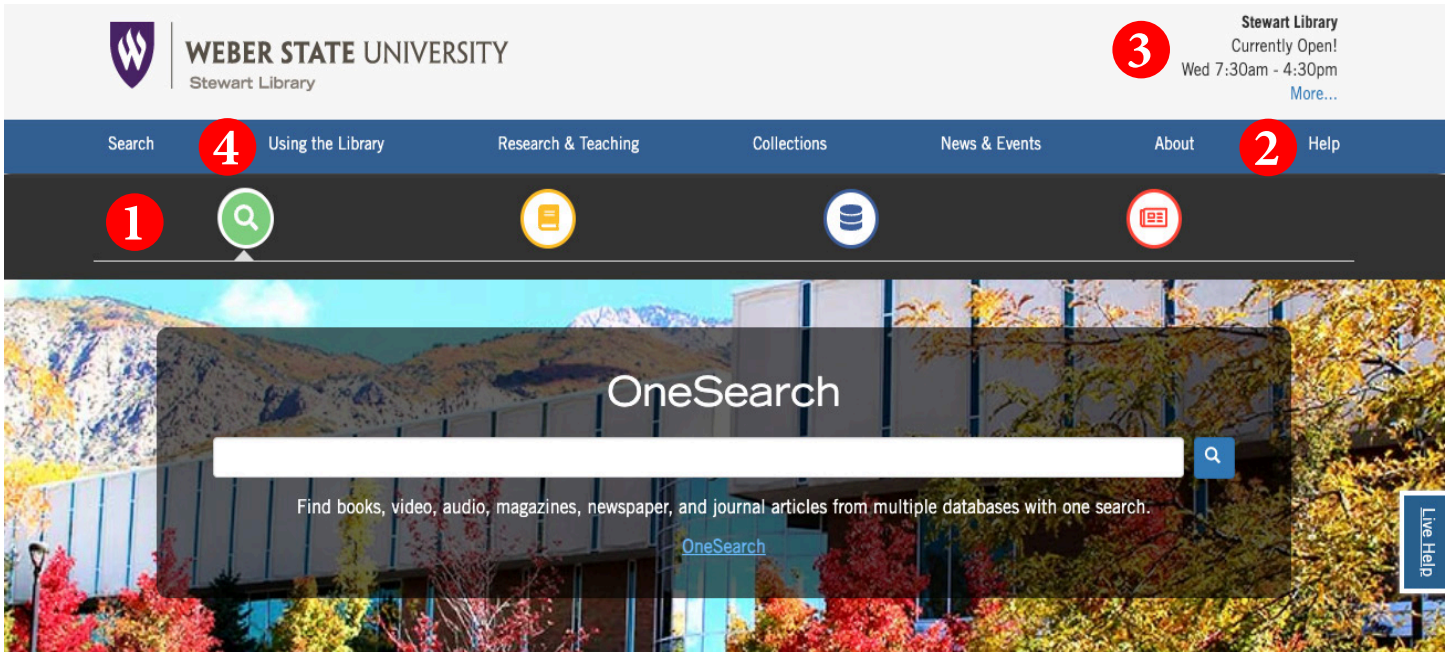 WEBER STATE UNIVERSITY
Stewart Library
3
Stewart Library
Currently Open!
Wed 7:30am - 4:30pm
More...
Search
4
Using the Library
Research & Teaching
Collections
News & Events
About
2
Help
1
OneSearch
Find books, video, audio, magazines, newspaper, and journal articles from multiple databases with one search.
OneSearch
Live Help